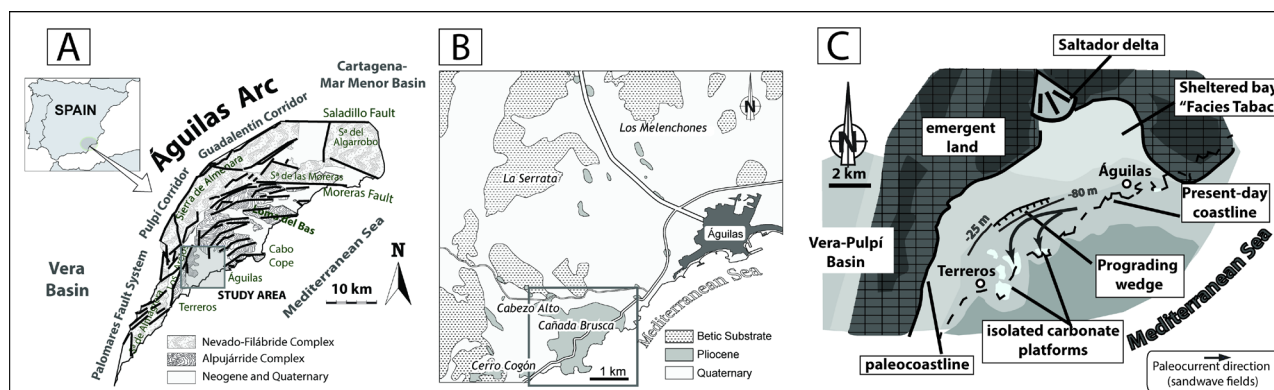 A
SPAIN
Águilas Arc
Cartagena-
Mar Menor Basin
Guadalentín Corridor
Saladillo Fault
Sª del
Algarrobo
Sierra de Almenara
Sª de las Moreras
Moreras Fault
Pulpí Corridor
Loma del Bas
Cabo
Cope
Vera
Basin
Águilas
STUDY AREA
Terreros
Mediterranean Sea
N
10 km
Palomares Fault System
Nevado-Filábride Complex
Alpujárride Complex
Neogene and Quaternary
B
N
Los Melenchones
La Serrata
Águilas
Mediterranean Sea
Cabezo Alto
Cañada Brusca
Cerro Cogón
1 km
Betic Substrate
Pliocene
Quaternary
C
Saltador delta
Sheltered bay
"Facies Tabac
N
2 km
emergent
land
Águilas
-80 m
-25 m
Present-day
coastline
Vera-Pulpí
Basin
Terreros
Prograding
wedge
isolated carbonate
platforms
paleocoastline
Mediterranean Sea
Paleocurrent direction
(sandwave fields)